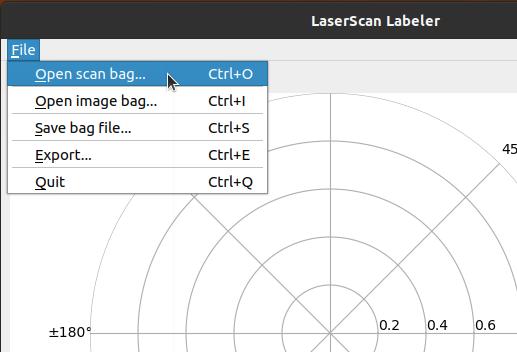 LaserScan Labeler
File
Open scan bag... Ctrl+O
Open image bag... Ctrl+I
Save bag file... Ctrl+S
Export... Ctrl+E
Quit Ctrl+Q
45
±180° 0.2 0.4 0.6